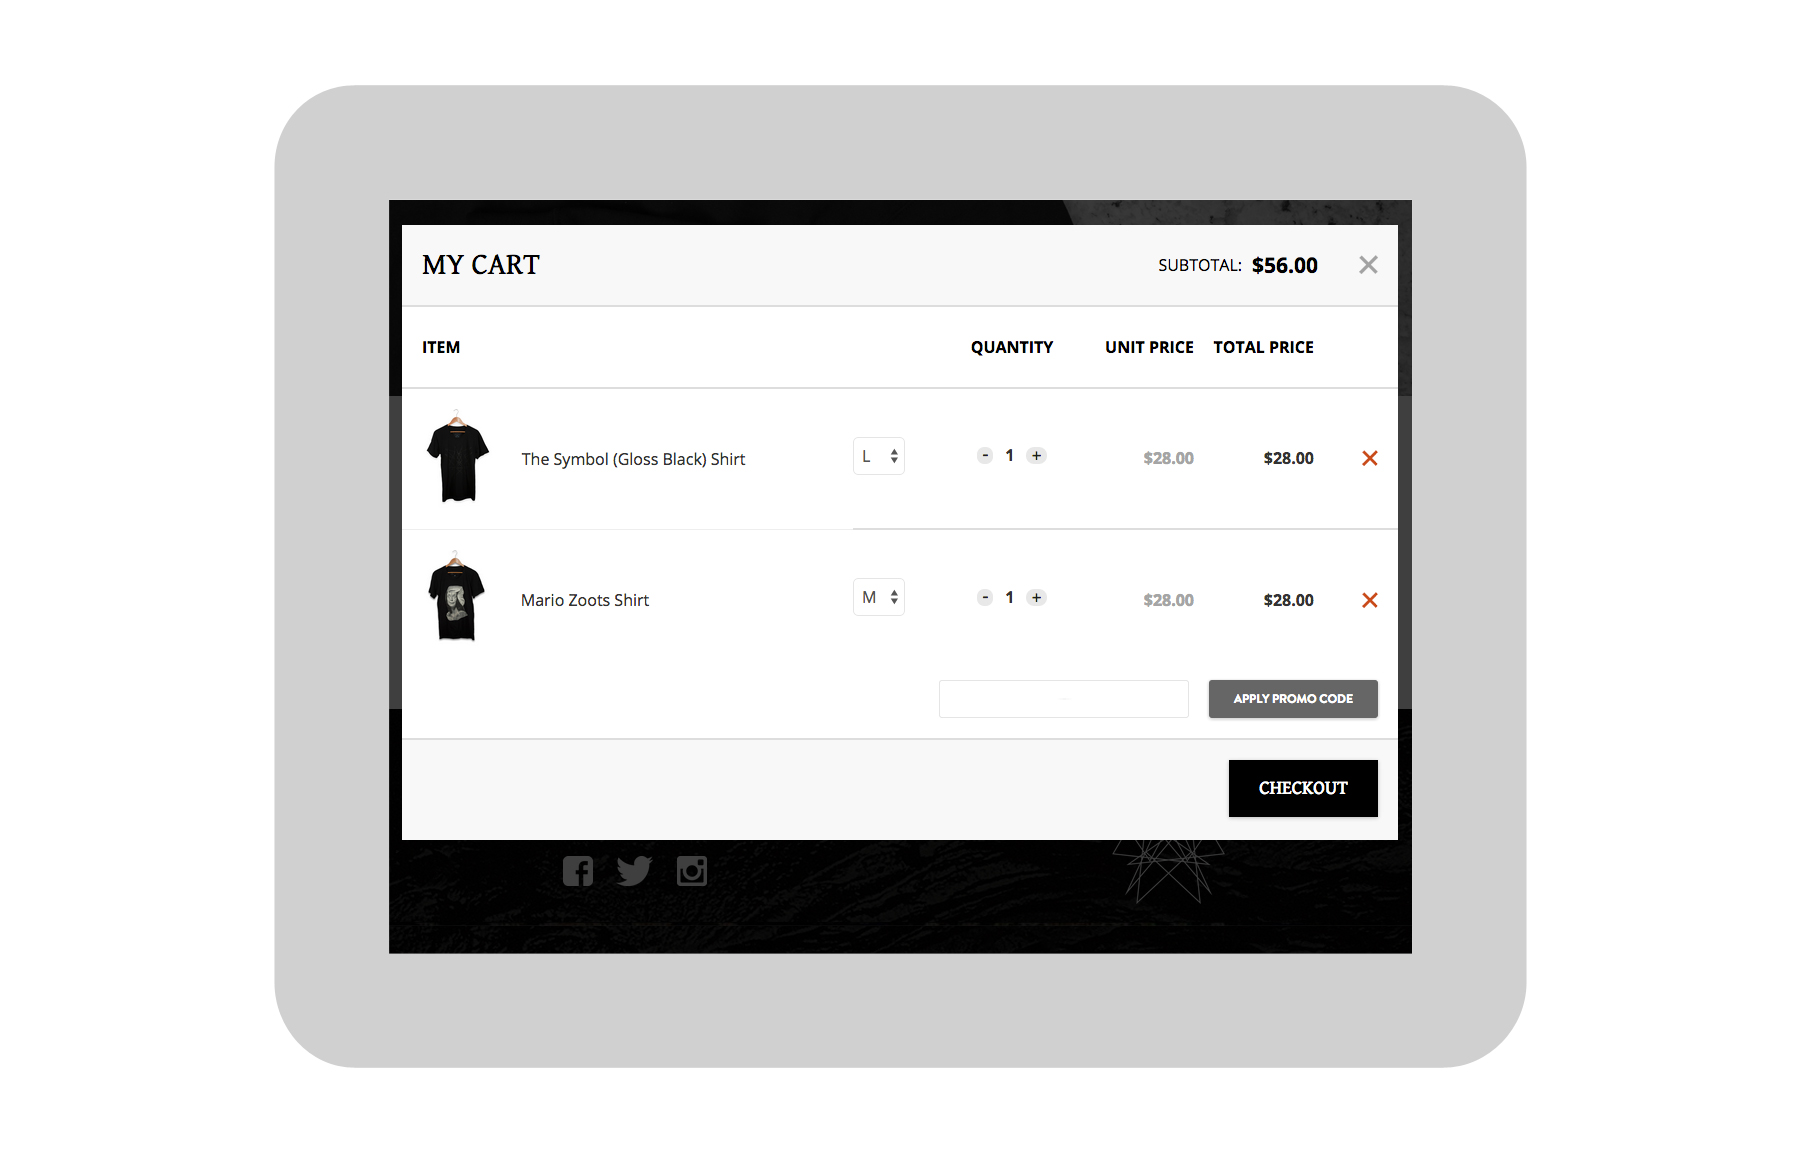 MY CART
SUBTOTAL: $56.00
ITEM QUANTITY UNIT PRICE TOTAL PRICE
The Symbol (Gloss Black) Shirt L - 1 + $28.00 $28.00
Mario Zoots Shirt M - 1 + $28.00 $28.00
APPLY PROMO CODE
CHECKOUT